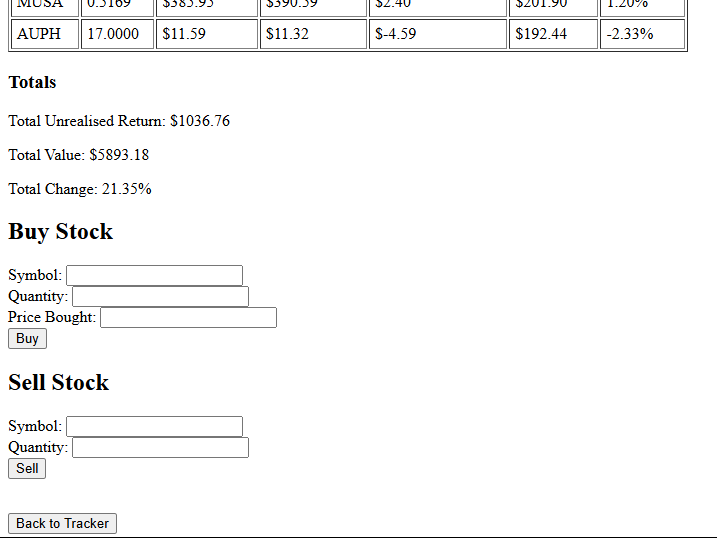 MUSA 0.5169 $385.95 $390.59 $2.40 $201.90 1.20%
AUPH 17.0000 $11.59 $11.32 $-4.59 $192.44 -2.33%
Totals
Total Unrealised Return: $1036.76
Total Value: $5893.18
Total Change: 21.35%
Buy Stock
Symbol:
Quantity:
Price Bought:
Buy
Sell Stock
Symbol:
Quantity:
Sell
Back to Tracker